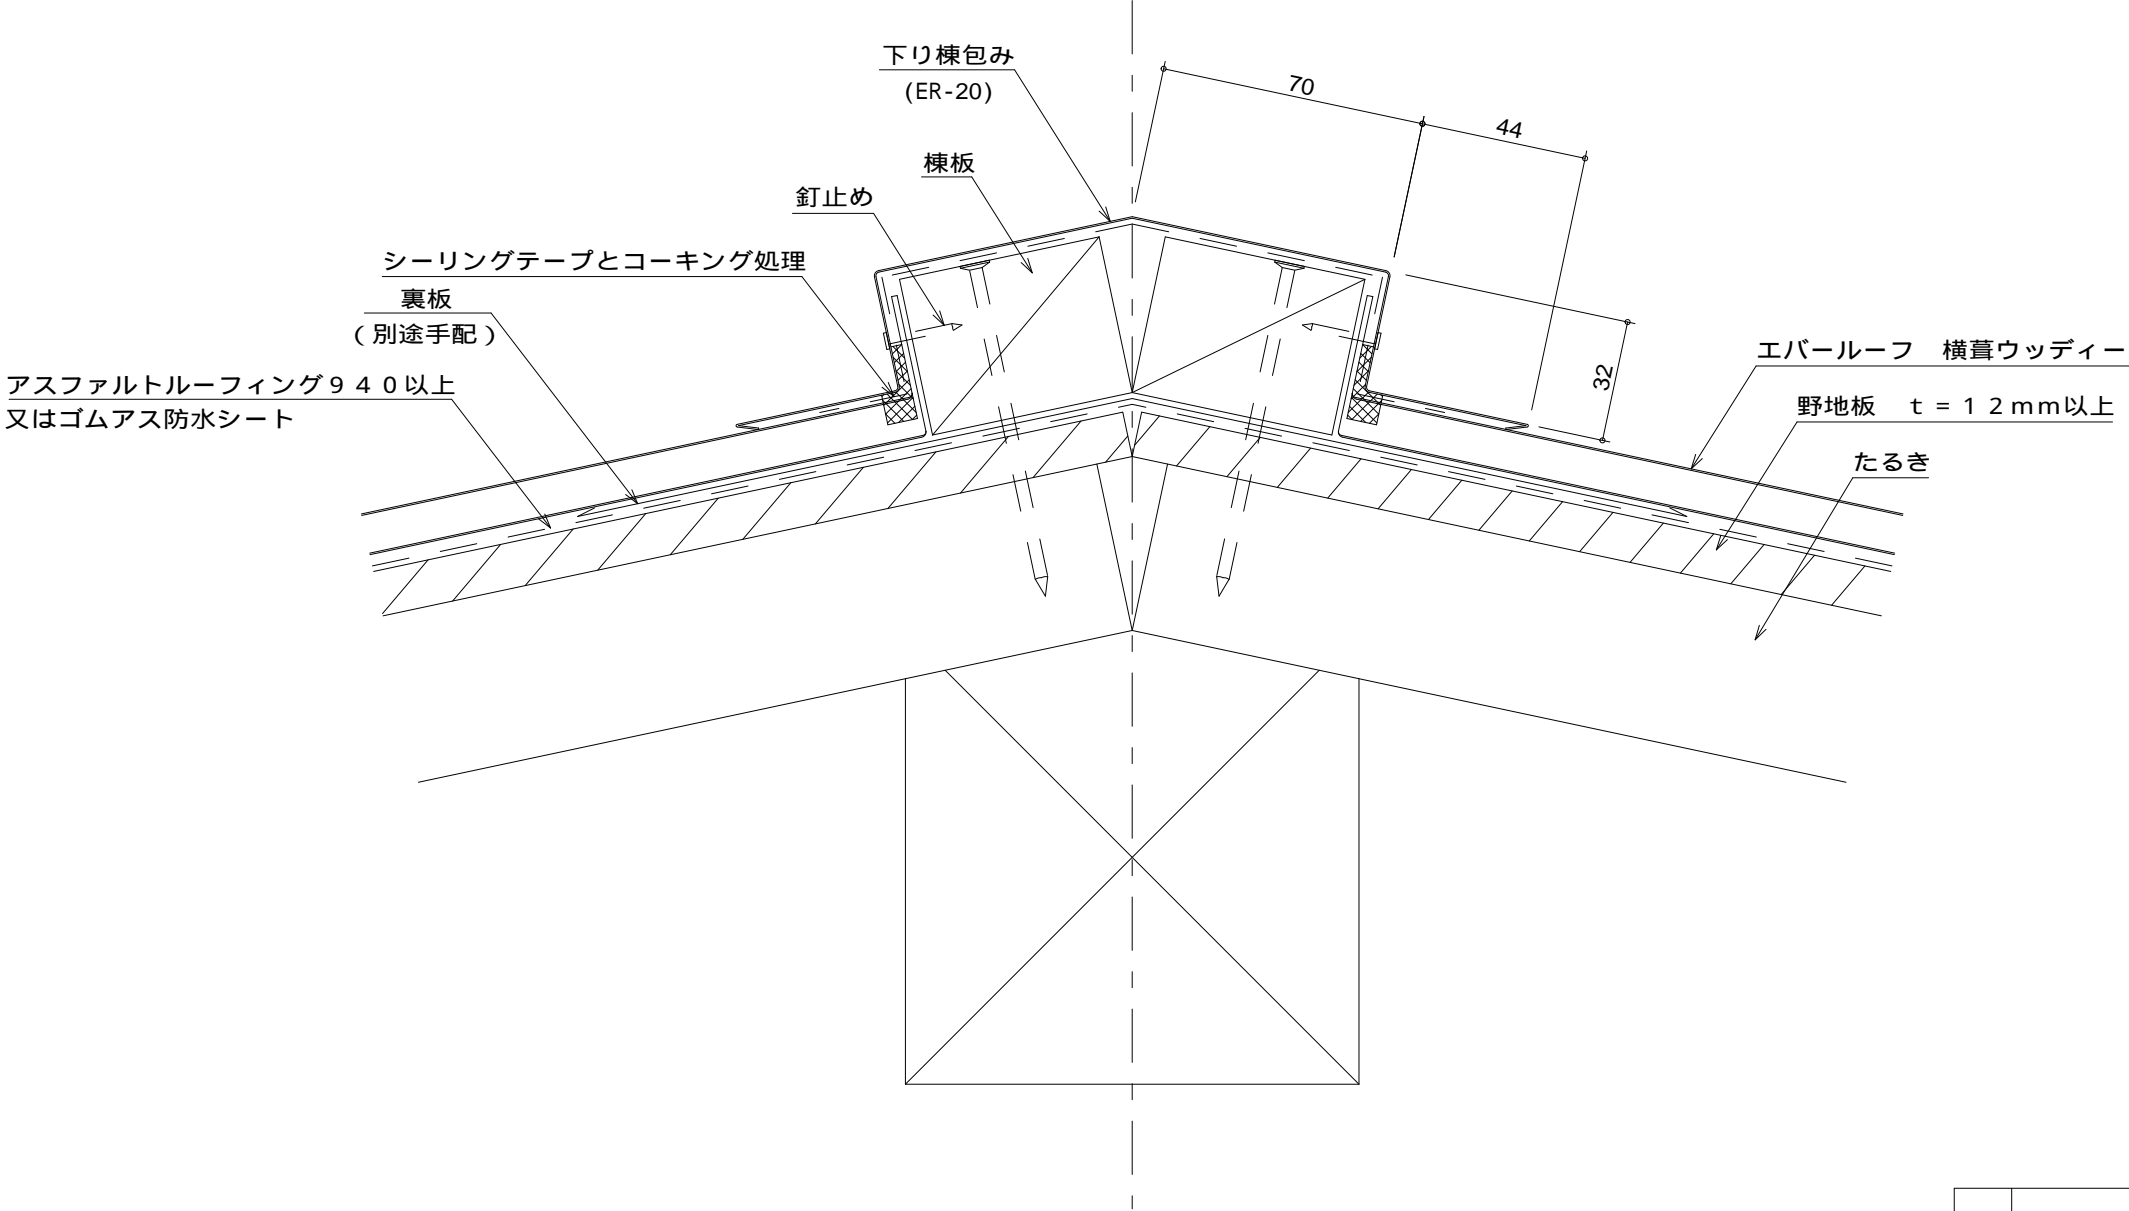 下り棟包み
(ER-20)
70
44
棟板
釘止め
シーリングテープとコーキング処理
裏板
(別途手配)
32
エバールーフ　横葺ウッディー
アスファルトルーフィング９４０以上
又はゴムアス防水シート
野地板　ｔ＝１２ｍｍ以上
たるき